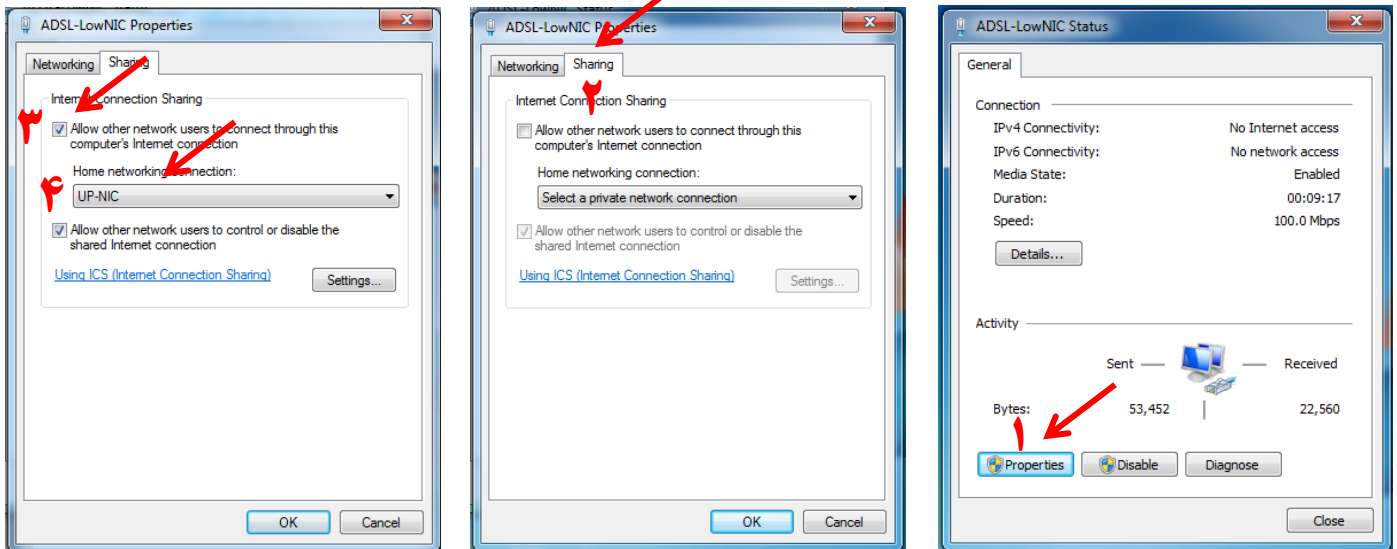 ADSL-LowNIC Properties
Networking
Sharing
Internet Connection Sharing
۳
Allow other network users to connect through this
computer's Internet connection
Home networking connection:
۴
UP-NIC
Allow other network users to control or disable the
shared Internet connection
Using ICS (Internet Connection Sharing)
Settings...
OK
Cancel
ADSL-LowNIC Properties
Networking
Sharing
۲
Internet Connection Sharing
Allow other network users to connect through this
computer's Internet connection
Home networking connection:
Select a private network connection
Allow other network users to control or disable the
shared Internet connection
Using ICS (Internet Connection Sharing)
Settings...
OK
Cancel
ADSL-LowNIC Status
General
Connection
IPv4 Connectivity: No Internet access
IPv6 Connectivity: No network access
Media State: Enabled
Duration: 00:09:17
Speed: 100.0 Mbps
Details...
Activity
Sent
Received
Bytes: 53,452 22,560
۱
Properties
Disable
Diagnose
Close